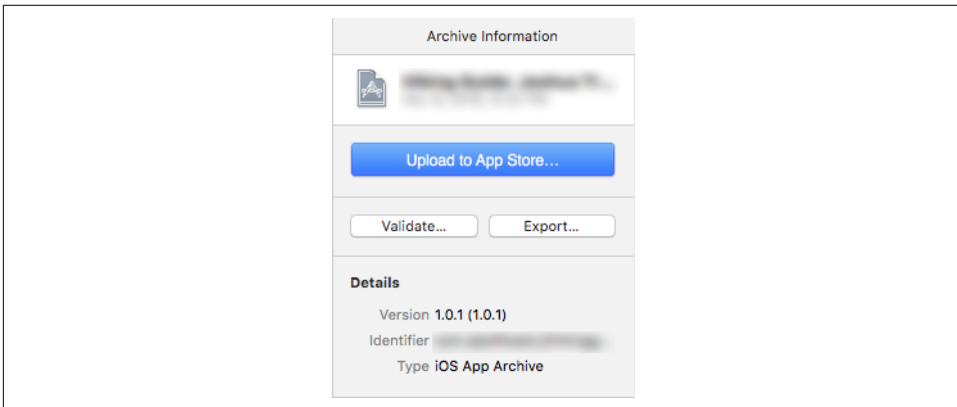 Archive Information
Upload to App Store...
Validate...
Export...
Details
Version 1.0.1 (1.0.1)
Identifier
Type iOS App Archive